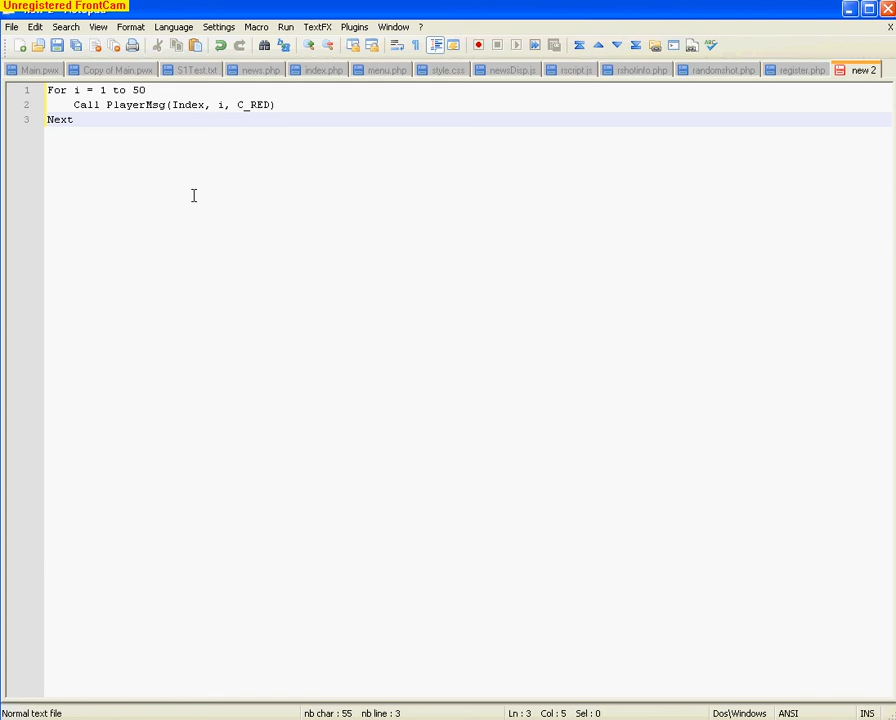 Unregistered FrontCam
File Edit Search View Format Language Settings Macro Run TextFX Plugins Window ? X
Main.pwx Copy of Main.pwx S1Test.txt news.php index.php menu.php style.css newsDisp.js rscript.js rshotinfo.php randomshot.php register.php new 2
1 For i = 1 to 50
2 Call PlayerMsg(Index, i, C_RED)
3 Next
Normal text file nb char : 55 nb line : 3 Ln : 3 Col : 5 Sel : 0 Dos\Windows ANSI INS